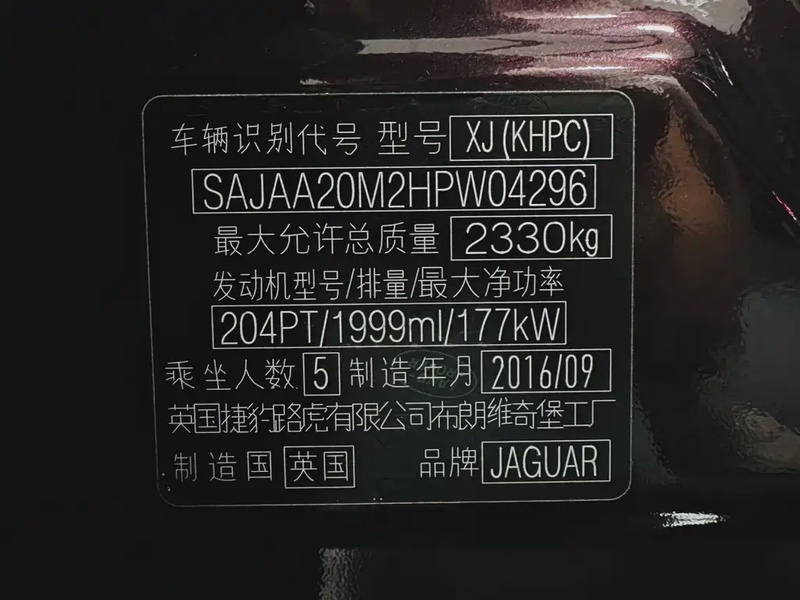 车辆识别代号 型号 XJ(KHPC)
SAJAA20M2HPW04296
最大允许总质量 2330kg
发动机型号/排量/最大净功率
204PT/1999ml/177kW
乘坐人数 5 制造年月 2016/09
英国捷豹路虎有限公司布朗维奇堡工厂
制造国 英国 品牌 JAGUAR